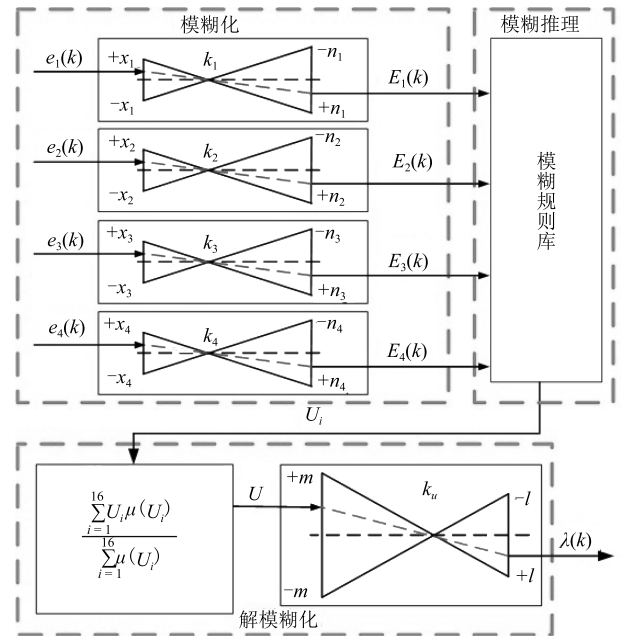 模糊化
模糊推理
e₁(k)
+x₁
−x₁
k₁
−n₁
+n₁
E₁(k)
e₂(k)
+x₂
−x₂
k₂
−n₂
+n₂
E₂(k)
e₃(k)
+x₃
−x₃
k₃
−n₃
+n₃
E₃(k)
e₄(k)
+x₄
−x₄
k₄
−n₄
+n₄
E₄(k)
模糊规则库
Uᵢ
16
∑Uᵢμ(Uᵢ)
i=1
16
∑μ(Uᵢ)
i=1
U
+m
−m
kᵤ
−l
+l
λ(k)
解模糊化